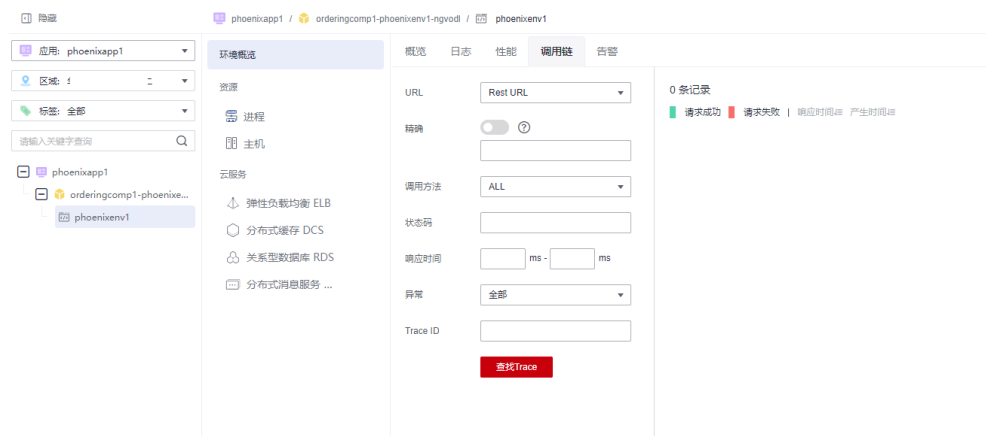 隐藏
phoenixapp1 / orderingcomp1-phoenixenv1-ngvodl / phoenixenv1
应用: phoenixapp1
区域:
标签: 全部
请输入关键字查询
phoenixapp1
orderingcomp1-phoenixe...
phoenixenv1
环境概览
资源
进程
主机
云服务
弹性负载均衡 ELB
分布式缓存 DCS
关系型数据库 RDS
分布式消息服务 ...
概览 日志 性能 调用链 告警
URL Rest URL
精确
调用方法 ALL
状态码
响应时间 ms - ms
异常 全部
Trace ID
查找Trace
0 条记录
请求成功 请求失败 | 响应时间 产生时间